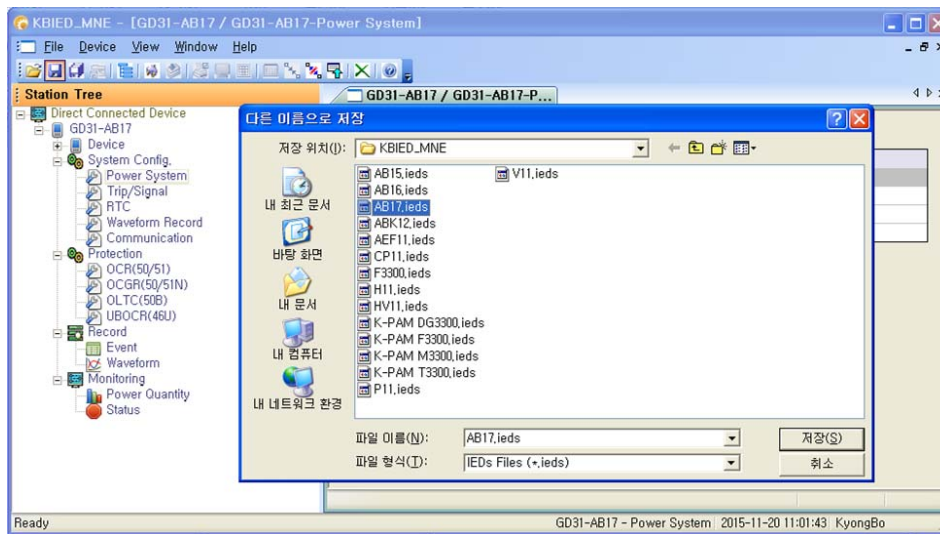 KBIED_MNE - [GD31-AB17 / GD31-AB17-Power System]
File Device View Window Help
Station Tree
GD31-AB17 / GD31-AB17-P...
Direct Connected Device
GD31-AB17
Device
System Config.
Power System
Trip/Signal
RTC
Waveform Record
Communication
Protection
OCR(50/51)
OCGR(50/51N)
OLTC(50B)
UBOCR(46U)
Record
Event
Waveform
Monitoring
Power Quantity
Status
다른 이름으로 저장
저장 위치(I):
KBIED_MNE
내 최근 문서
바탕 화면
내 문서
내 컴퓨터
내 네트워크 환경
AB15.ieds
AB16.ieds
AB17.ieds
ABK12.ieds
AEF11.ieds
CP11.ieds
F3300.ieds
H11.ieds
HV11.ieds
K-PAM DG3300.ieds
K-PAM F3300.ieds
K-PAM M3300.ieds
K-PAM T3300.ieds
P11.ieds
V11.ieds
파일 이름(N):
AB17.ieds
저장(S)
파일 형식(T):
IEDs Files (*.ieds)
취소
Ready
GD31-AB17 - Power System 2015-11-20 11:01:43 KyongBo